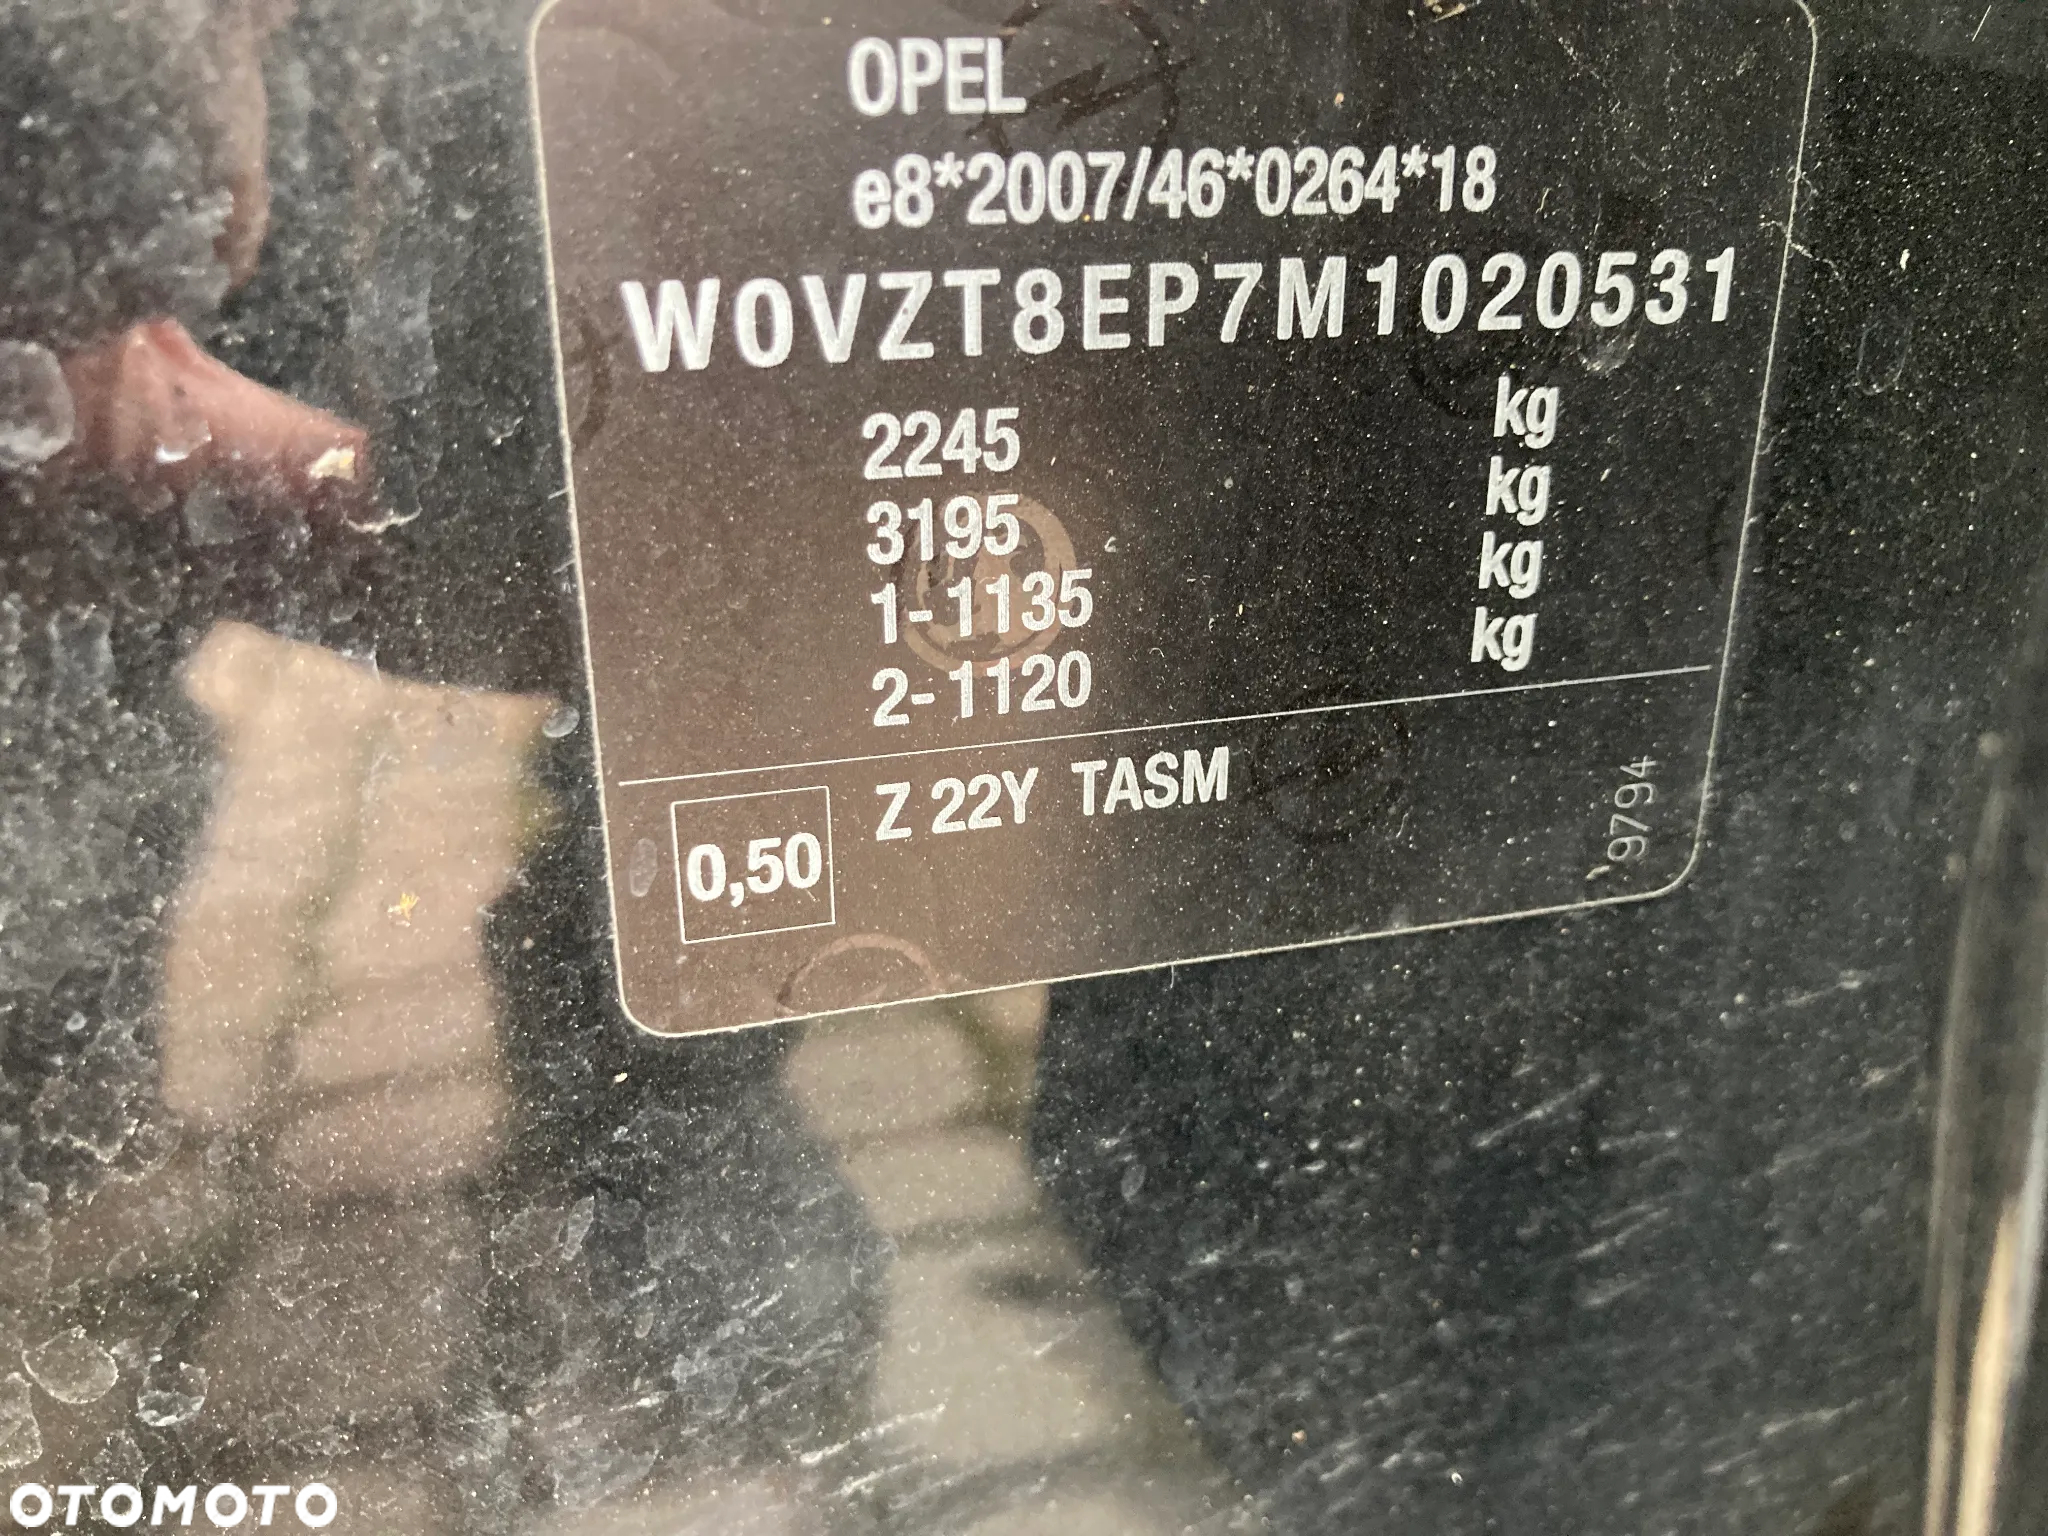 OPEL
e8*2007/46*0264*18
W0VZT8EP7M1020531
2245 kg
3195 kg
1- 1135 kg
2- 1120 kg
0,50
Z 22Y TASM
9794
OTOMOTO